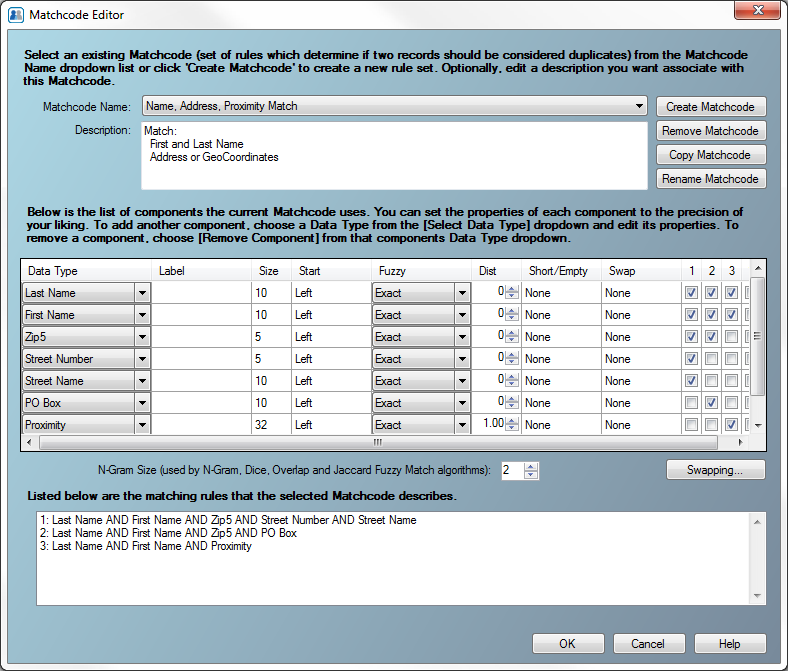 Matchcode Editor
Select an existing Matchcode (set of rules which determine if two records should be considered duplicates) from the Matchcode
Name dropdown list or click 'Create Matchcode' to create a new rule set. Optionally, edit a description you want associate with
this Matchcode.
Matchcode Name: Name, Address, Proximity Match Create Matchcode
Description: Match: Remove Matchcode
First and Last Name
Address or GeoCoordinates Copy Matchcode
Rename Matchcode
Below is the list of components the current Matchcode uses. You can set the properties of each component to the precision of
your liking. To add another component, choose a Data Type from the [Select Data Type] dropdown and edit its properties. To
remove a component, choose [Remove Component] from that components Data Type dropdown.
Data Type Label Size Start Fuzzy Dist Short/Empty Swap 1 2 3
Last Name 10 Left Exact 0 None None
First Name 10 Left Exact 0 None None
Zip5 5 Left Exact 0 None None
Street Number 5 Left Exact 0 None None
Street Name 10 Left Exact 0 None None
PO Box 10 Left Exact 0 None None
Proximity 32 Left Exact 1.00 None None
N-Gram Size (used by N-Gram, Dice, Overlap and Jaccard Fuzzy Match algorithms): 2 Swapping...
Listed below are the matching rules that the selected Matchcode describes.
1: Last Name AND First Name AND Zip5 AND Street Number AND Street Name
2: Last Name AND First Name AND Zip5 AND PO Box
3: Last Name AND First Name AND Proximity
OK Cancel Help